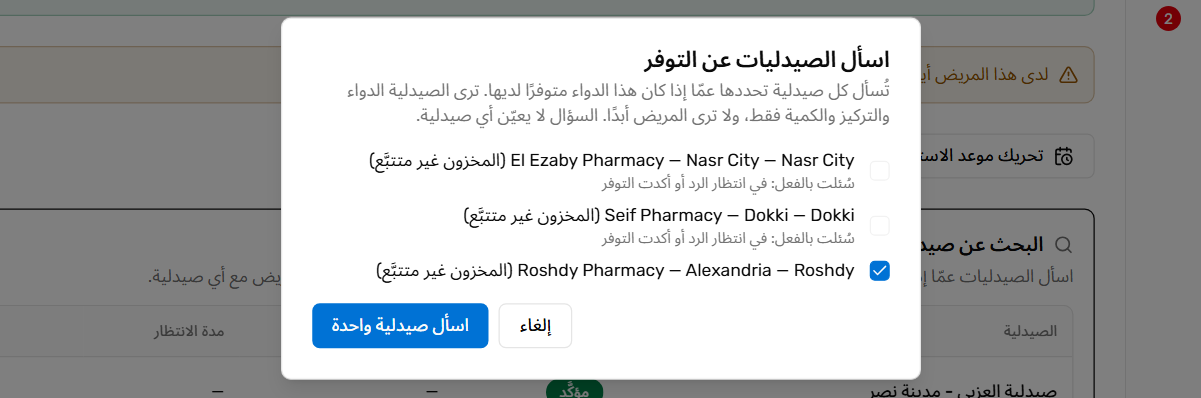 2
لدى هذا المريض
تحريك موعد
البحث عن
اسأل الصيدليات عمّا
يض مع أي صيدلية.
الصيدلية
مدة الانتظار
صيدلية العزبي - مدينة نصر
مؤكَّد
—
—
اسأل الصيدليات عن التوفر
تُسأل كل صيدلية تحددها عمّا إذا كان هذا الدواء متوفرًا لديها. ترى الصيدلية الدواء
والتركيز والكمية فقط، ولا ترى المريض أبدًا. السؤال لا يعيّن أي صيدلية.
El Ezaby Pharmacy — Nasr City — Nasr City (المخزون غير متتبَّع)
سُئلت بالفعل: في انتظار الرد أو أكدت التوفر
Seif Pharmacy — Dokki — Dokki (المخزون غير متتبَّع)
سُئلت بالفعل: في انتظار الرد أو أكدت التوفر
Roshdy Pharmacy — Alexandria — Roshdy (المخزون غير متتبَّع)
إلغاء
اسأل صيدلية واحدة